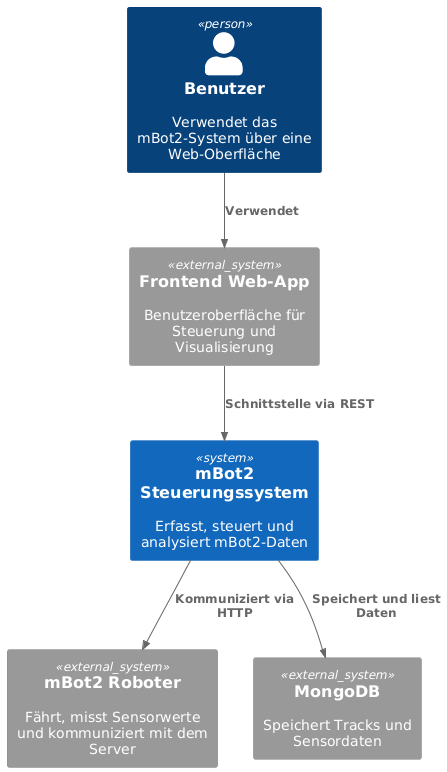 «person»
Benutzer
Verwendet das
mBot2-System über eine
Web-Oberfläche
Verwendet
«external_system»
Frontend Web-App
Benutzeroberfläche für
Steuerung und
Visualisierung
Schnittstelle via REST
«system»
mBot2
Steuerungssystem
Erfasst, steuert und
analysiert mBot2-Daten
Kommuniziert via
HTTP
Speichert und liest
Daten
«external_system»
mBot2 Roboter
Fährt, misst Sensorwerte
und kommuniziert mit dem
Server
«external_system»
MongoDB
Speichert Tracks und
Sensordaten